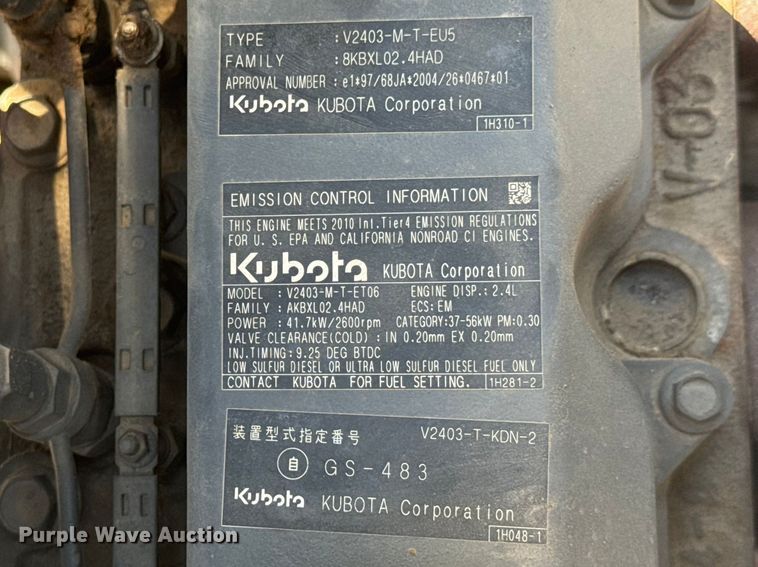 TYPE : V2403-M-T-EU5
FAMILY : 8KBXL02.4HAD
APPROVAL NUMBER : e1*97/68JA*2004/26*0467*01
Kubota KUBOTA Corporation
1H310-1
EMISSION CONTROL INFORMATION
THIS ENGINE MEETS 2010 Int.Tier4 EMISSION REGULATIONS
FOR U. S. EPA AND CALIFORNIA NONROAD CI ENGINES.
Kubota KUBOTA Corporation
MODEL : V2403-M-T-ET06 ENGINE DISP.: 2.4L
FAMILY : AKBXL02.4HAD ECS: EM
POWER : 41.7kW/2600rpm CATEGORY:37-56kW PM:0.30
VALVE CLEARANCE(COLD) : IN 0.20mm EX 0.20mm
INJ.TIMING: 9.25 DEG BTDC
LOW SULFUR DIESEL OR ULTRA LOW SULFUR DIESEL FUEL ONLY
CONTACT KUBOTA FOR FUEL SETTING. 1H281-2
装置型式指定番号 V2403-T-KDN-2
自 GS-483
Kubota KUBOTA Corporation
1H048-1
V-03
Purple Wave Auction